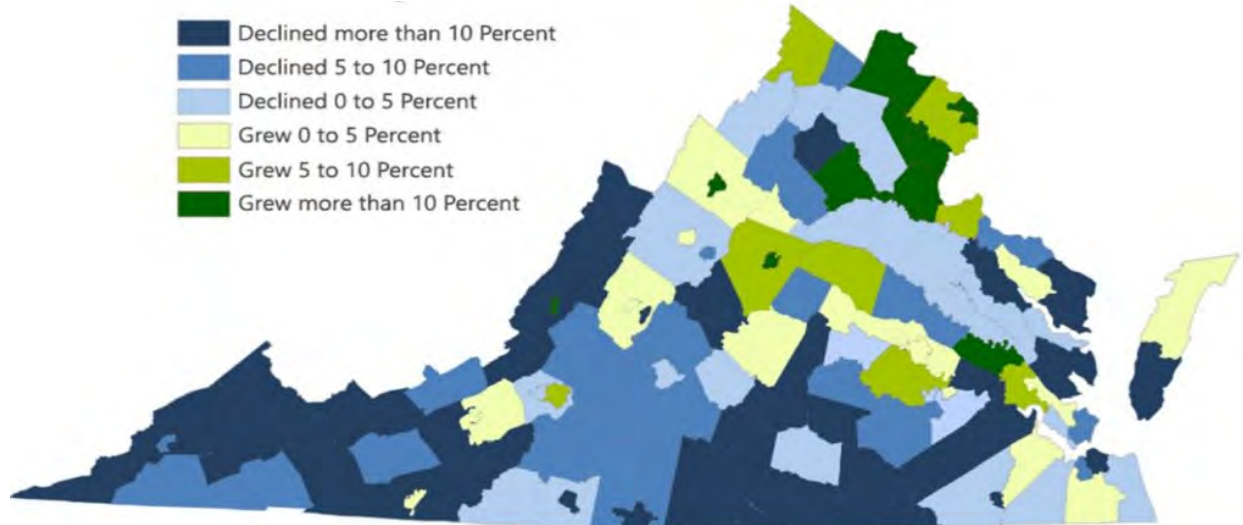 Declined more than 10 Percent
Declined 5 to 10 Percent
Declined 0 to 5 Percent
Grew 0 to 5 Percent
Grew 5 to 10 Percent
Grew more than 10 Percent